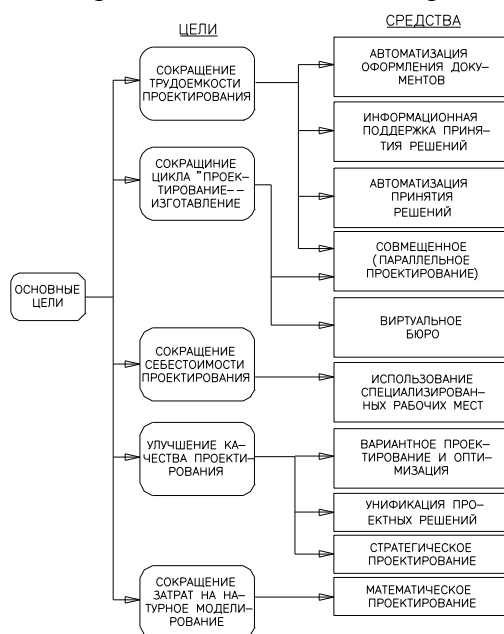 ЦЕЛИ
СРЕДСТВА
СОКРАЩЕНИЕ
ТРУДОЕМКОСТИ
ПРОЕКТИРОВАНИЯ
АВТОМАТИЗАЦИЯ
ОФОРМЛЕНИЯ ДОКУ-
МЕНТОВ
ИНФОРМАЦИОННАЯ
ПОДДЕРЖКА ПРИНЯ-
ТИЯ РЕШЕНИЙ
СОКРАЩИНИЕ
ЦИКЛА "ПРОЕК-
ТИРОВАНИЕ--
ИЗГОТАВЛЕНИЕ
АВТОМАТИЗАЦИЯ
ПРИНЯТИЯ
РЕШЕНИЙ
СОВМЕЩЕННОЕ
(ПАРАЛЛЕЛЬНОЕ
ПРОЕКТИРОВАНИЕ)
ОСНОВНЫЕ
ЦЕЛИ
ВИРТУАЛЬНОЕ
БЮРО
СОКРАЩЕНИЕ
СЕБЕСТОИМОСТИ
ПРОЕКТИРОВАНИЯ
ИСПОЛЬЗОВАНИЕ
СПЕЦИАЛИЗИРОВАН-
НЫХ РАБОЧИХ МЕСТ
УЛУЧШЕНИЕ КА-
ЧЕСТВА ПРОЕКТИ-
РОВАНИЯ
ВАРИАНТНОЕ ПРОЕК-
ТИРОВАНИЕ И ОПТИ-
МИЗАЦИЯ
УНИФИКАЦИЯ ПРО-
ЕКТНЫХ РЕШЕНИЙ
СТРАТЕГИЧЕСКОЕ
ПРОЕКТИРОВАНИЕ
СОКРАЩЕНИЕ
ЗАТРАТ НА НА-
ТУРНОЕ МОДЕЛИ-
РОВАНИЕ
МАТЕМАТИЧЕСКОЕ
ПРОЕКТИРОВАНИЕ